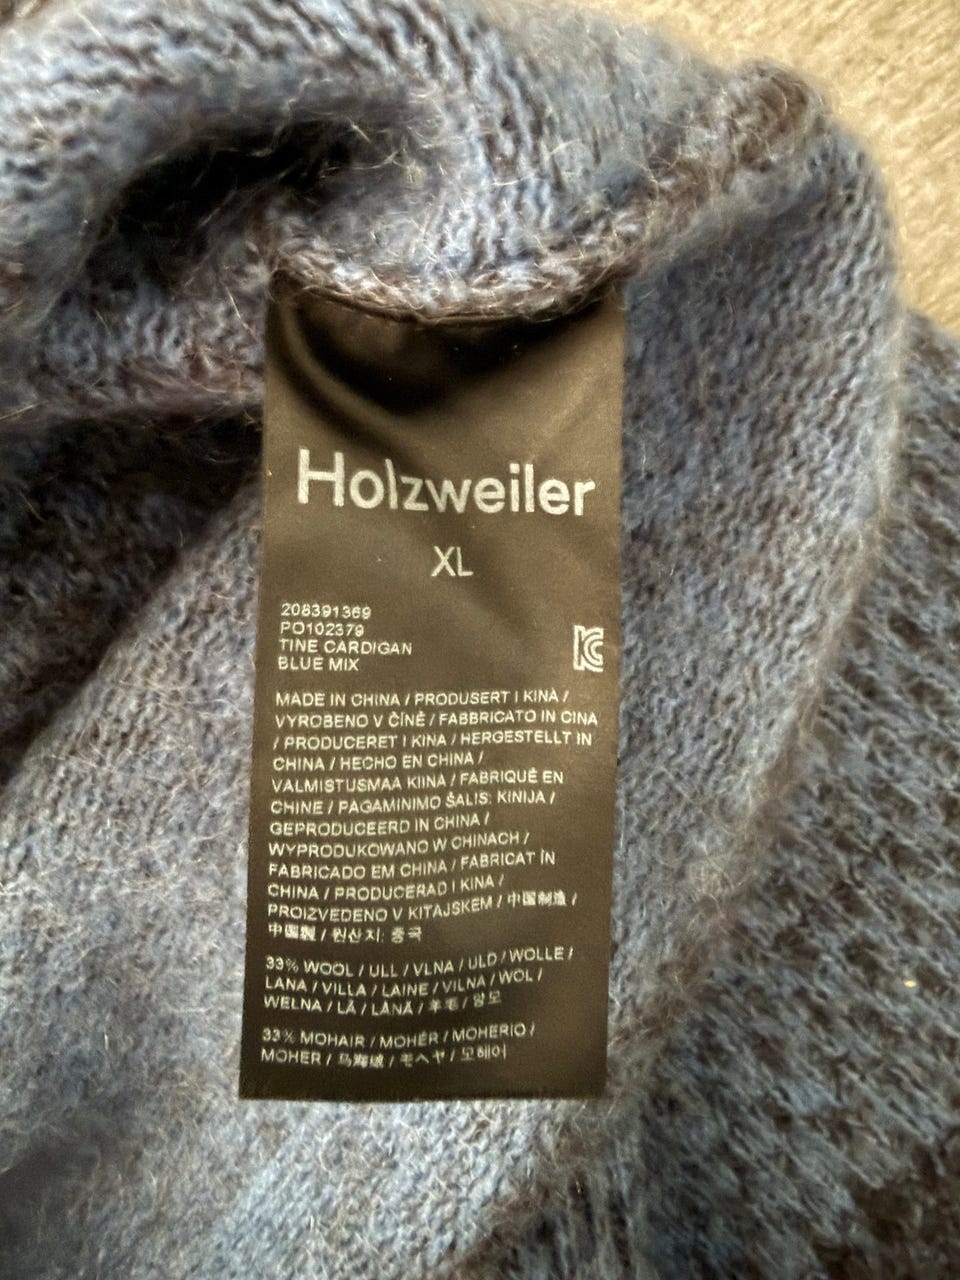 Holzweiler
XL
208391369
PO102379
TINE CARDIGAN
BLUE MIX
KC
MADE IN CHINA / PRODUSERT I KINA /
VYROBENO V ČÍNĚ / FABBRICATO IN CINA
/ PRODUCERET I KINA / HERGESTELLT IN
CHINA / HECHO EN CHINA /
VALMISTUSMAA KIINA / FABRIQUÉ EN
CHINE / PAGAMINIMO ŠALIS: KINIJA /
GEPRODUCEERD IN CHINA /
WYPRODUKOWANO W CHINACH /
FABRICADO EM CHINA / FABRICAT ÎN
CHINA / PRODUCERAD I KINA /
PROIZVEDENO V KITAJSKEM / 中国制造 /
中国製 / 원산지: 중국
33% WOOL / ULL / VLNA / ULD / WOLLE /
LANA / VILLA / LAINE / VILNA / WOL /
WEŁNA / LÃ / LÂNĂ / 羊毛 / 양모
33% MOHAIR / MOHÉR / MOHERIO /
MOHER / 马海绒 / モヘヤ / 모헤어